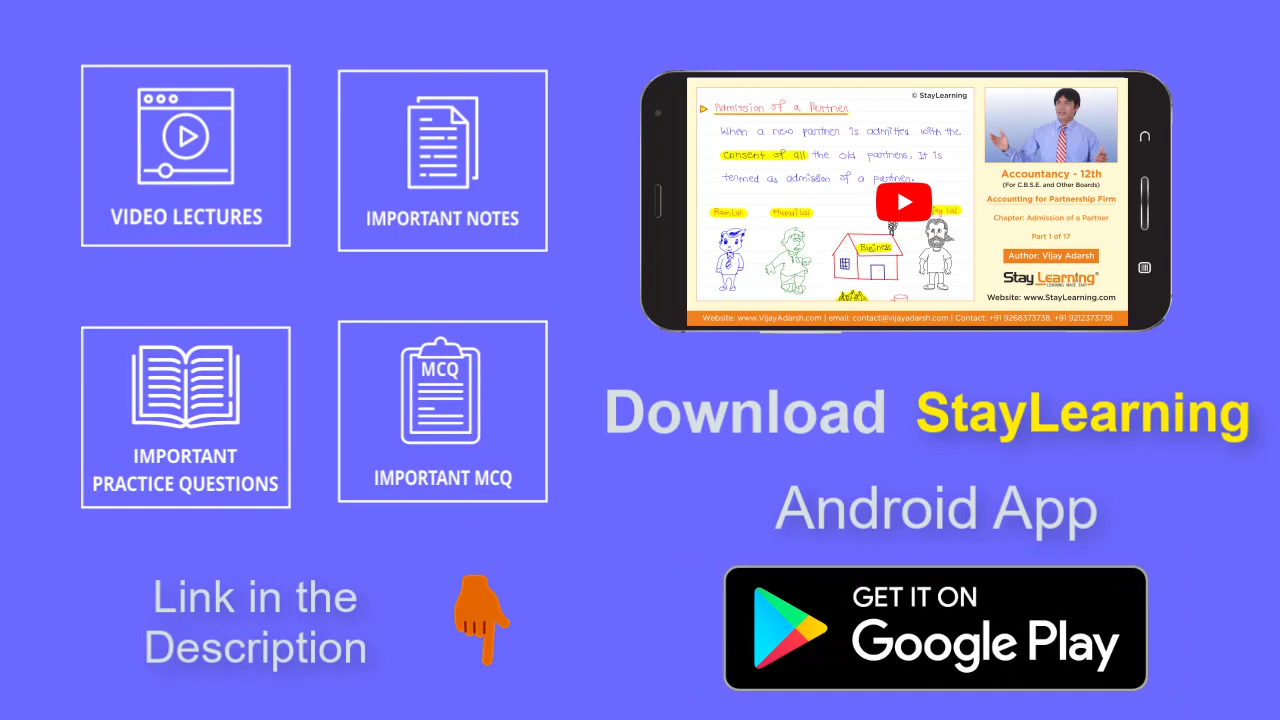 VIDEO LECTURES
IMPORTANT NOTES
IMPORTANT
PRACTICE QUESTIONS
MCQ
IMPORTANT MCQ
Link in the
Description
© StayLearning
Admission of a Partner
When a new partner is admitted with the
consent of all the old partners, It is
termed as admission of a partner.
Ramlal
Business
Accountancy - 12th
(For C.B.S.E. and Other Boards)
Accounting for Partnership Firm
Chapter: Admission of a Partner
Part 1 of 17
Author: Vijay Adarsh
Stay Learning®
LEARNING MADE EASY
Website: www.StayLearning.com
Website: www.VijayAdarsh.com | email: contact@vijayadarsh.com | Contact: +91 9268373738, +91 9212373738
Download StayLearning
Android App
GET IT ON
Google Play